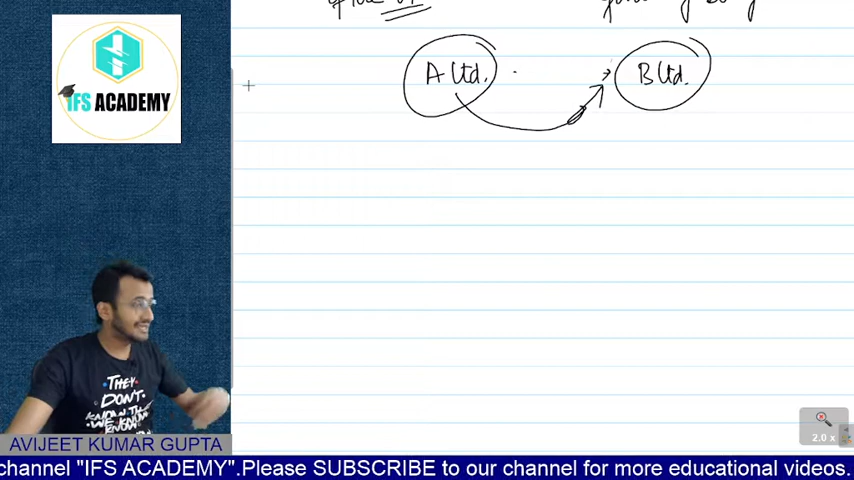 A Ltd.
B Ltd.
IFS ACADEMY
THEY
DON'T
2.0 x
AVIJEET KUMAR GUPTA
channel "IFS ACADEMY".Please SUBSCRIBE to our channel for more educational videos.